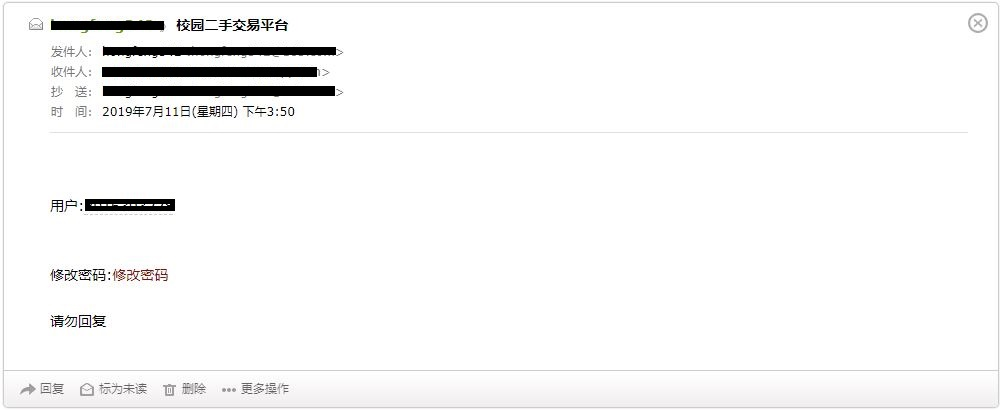 校园二手交易平台
发件人：
收件人：
抄 送：
时 间： 2019年7月11日(星期四) 下午3:50
用户:
修改密码:修改密码
请勿回复
回复 标为未读 删除 更多操作